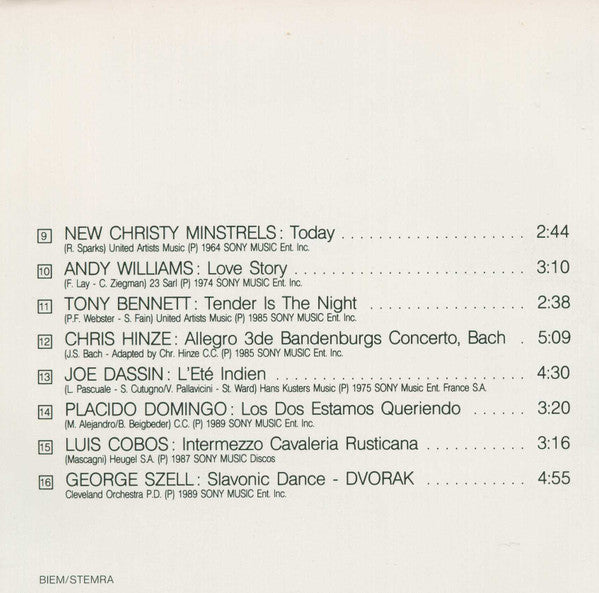 9 NEW CHRISTY MINSTRELS: Today . . . . . . . . . . . . . . . . . . . 2:44
(R. Sparks) United Artists Music (P) 1964 SONY MUSIC Ent. Inc.
10 ANDY WILLIAMS: Love Story . . . . . . . . . . . . . . . . . . . . . . . . 3:10
(F. Lay - C. Ziegman) 23 Sarl (P) 1974 SONY MUSIC Ent. Inc.
11 TONY BENNETT: Tender Is The Night . . . . . . . . . . . . . . . . . 2:38
(P.F. Webster - S. Fain) United Artists Music (P) 1985 SONY MUSIC Ent. Inc.
12 CHRIS HINZE: Allegro 3de Bandenburgs Concerto, Bach . 5:09
(J.S. Bach - Adapted by Chr. Hinze C.C. (P) 1985 SONY MUSIC Ent. Inc.
13 JOE DASSIN: L'Eté Indien . . . . . . . . . . . . . . . . . . . . . . . . . . 4:30
(L. Pascuale - S. Cutugno/V. Pallavicini - St. Ward) Hans Kusters Music (P) 1975 SONY Music Ent. France S.A.
14 PLACIDO DOMINGO: Los Dos Estamos Queriendo . . . . . . 3:20
(M. Alejandro/B. Beigbeder) C.C. (P) 1989 SONY MUSIC Ent. Inc.
15 LUIS COBOS: Intermezzo Cavaleria Rusticana . . . . . . . . . . 3:16
(Mascagni) Heugel S.A. (P) 1987 SONY MUSIC Discos
16 GEORGE SZELL: Slavonic Dance - DVORAK . . . . . . . . . . . 4:55
Cleveland Orchestra P.D. (P) 1989 SONY MUSIC Ent. Inc.
BIEM/STEMRA